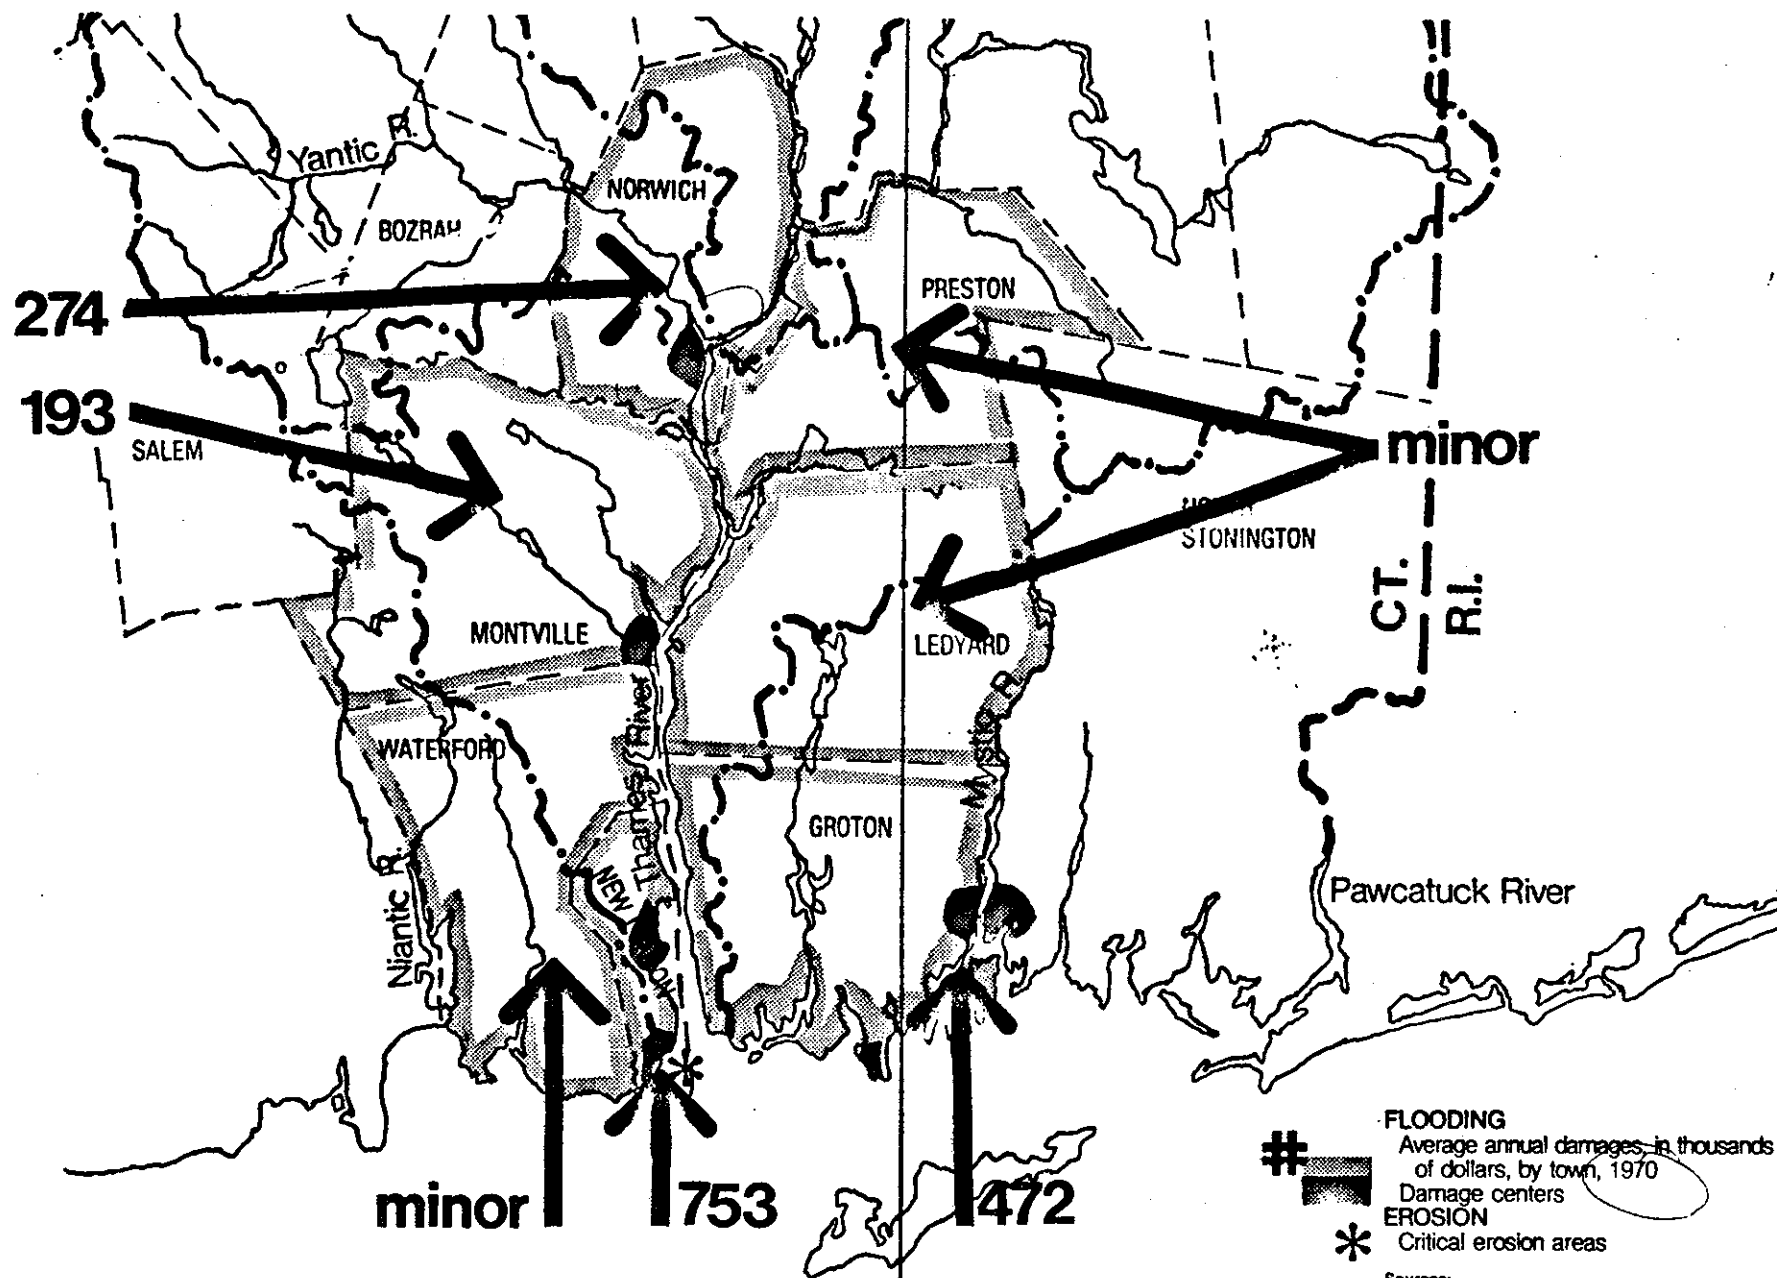 Yantic R.
NORWICH
BOZRAH
PRESTON
274
193
SALEM
minor
STONINGTON
CT.
R.I.
MONTVILLE
LEDYARD
Mystic R.
WATERFORD
Thames River
GROTON
NEW
Niantic R.
Pawcatuck River
minor
753
472
FLOODING
# Average annual damages, in thousands
of dollars, by town, 1970
Damage centers
EROSION
* Critical erosion areas